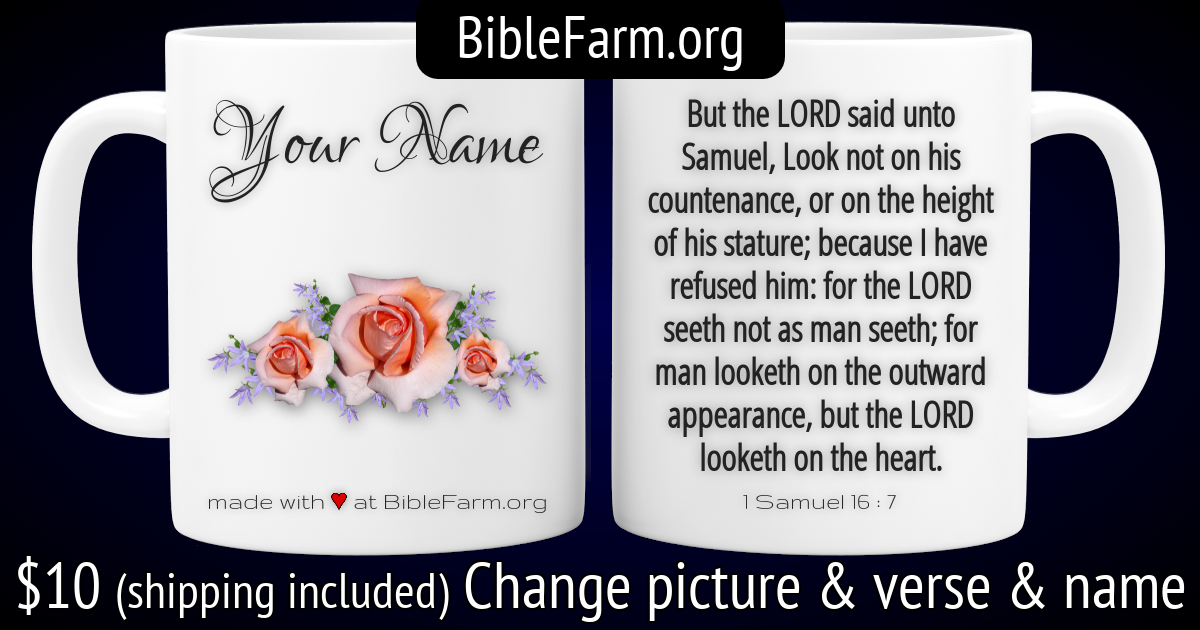 BibleFarm.org
Your Name
made with ♥ at BibleFarm.org
But the LORD said unto
Samuel, Look not on his
countenance, or on the height
of his stature; because I have
refused him: for the LORD
seeth not as man seeth; for
man looketh on the outward
appearance, but the LORD
looketh on the heart.
1 Samuel 16 : 7
$10 (shipping included) Change picture & verse & name